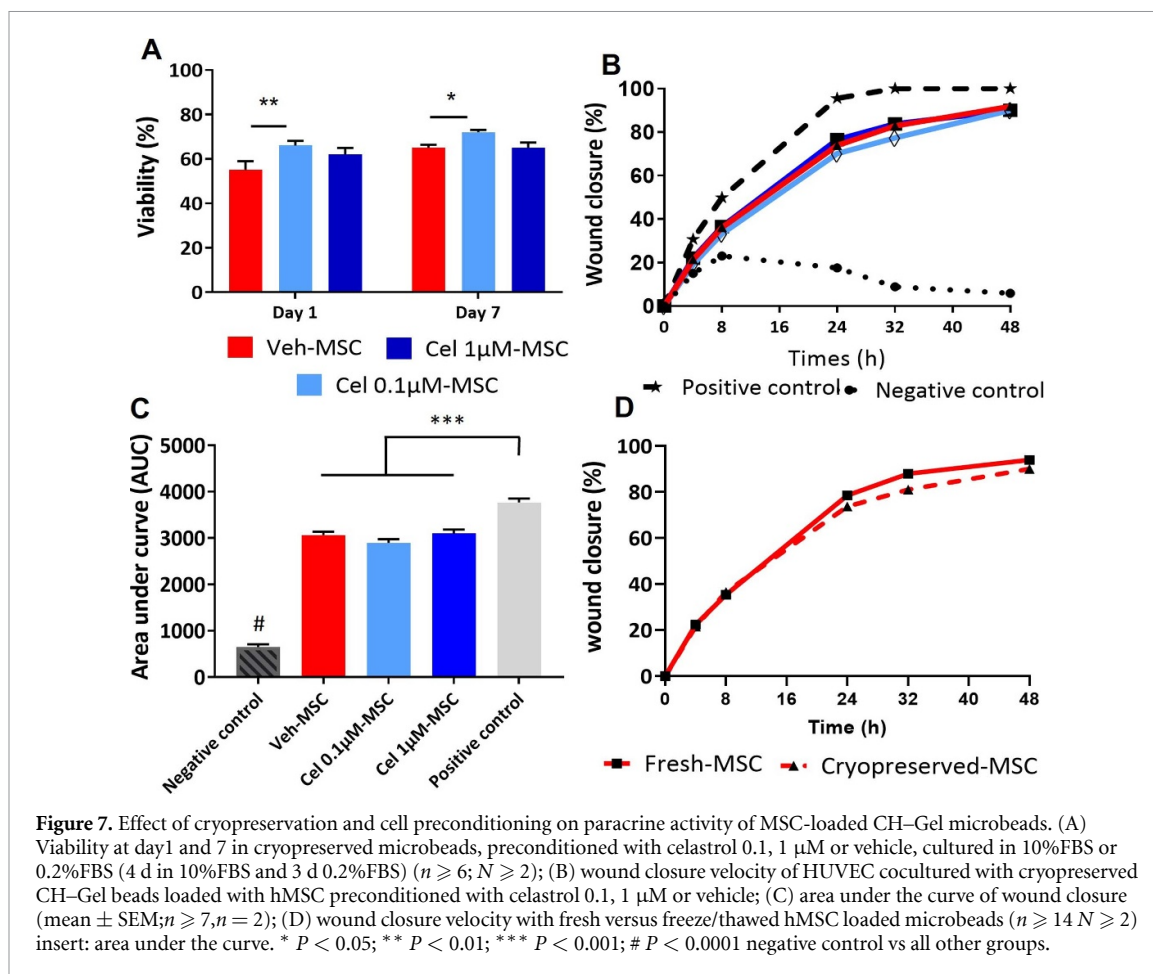 A
100
80
60
40
20
0
Viability (%)
**
*
Day 1
Day 7
Veh-MSC
Cel 1µM-MSC
Cel 0.1µM-MSC
B
100
80
60
40
20
0
Wound closure (%)
0 8 16 24 32 40 48
Times (h)
Positive control
Negative control
C
5000
4000
3000
2000
1000
0
Area under curve (AUC)
***
#
Negative control
Veh-MSC
Cel 0.1µM-MSC
Cel 1µM-MSC
Positive control
D
100
80
60
40
20
0
wound closure (%)
0 8 16 24 32 40 48
Time (h)
Fresh-MSC
Cryopreserved-MSC
Figure 7. Effect of cryopreservation and cell preconditioning on paracrine activity of MSC-loaded CH–Gel microbeads. (A)
Viability at day1 and 7 in cryopreserved microbeads, preconditioned with celastrol 0.1, 1 µM or vehicle, cultured in 10%FBS or
0.2%FBS (4 d in 10%FBS and 3 d 0.2%FBS) (n ⩾ 6; N ⩾ 2); (B) wound closure velocity of HUVEC cocultured with cryopreserved
CH–Gel beads loaded with hMSC preconditioned with celastrol 0.1, 1 µM or vehicle; (C) area under the curve of wound closure
(mean ± SEM;n ⩾ 7,n = 2); (D) wound closure velocity with fresh versus freeze/thawed hMSC loaded microbeads (n ⩾ 14 N ⩾ 2)
insert: area under the curve. * P < 0.05; ** P < 0.01; *** P < 0.001; # P < 0.0001 negative control vs all other groups.